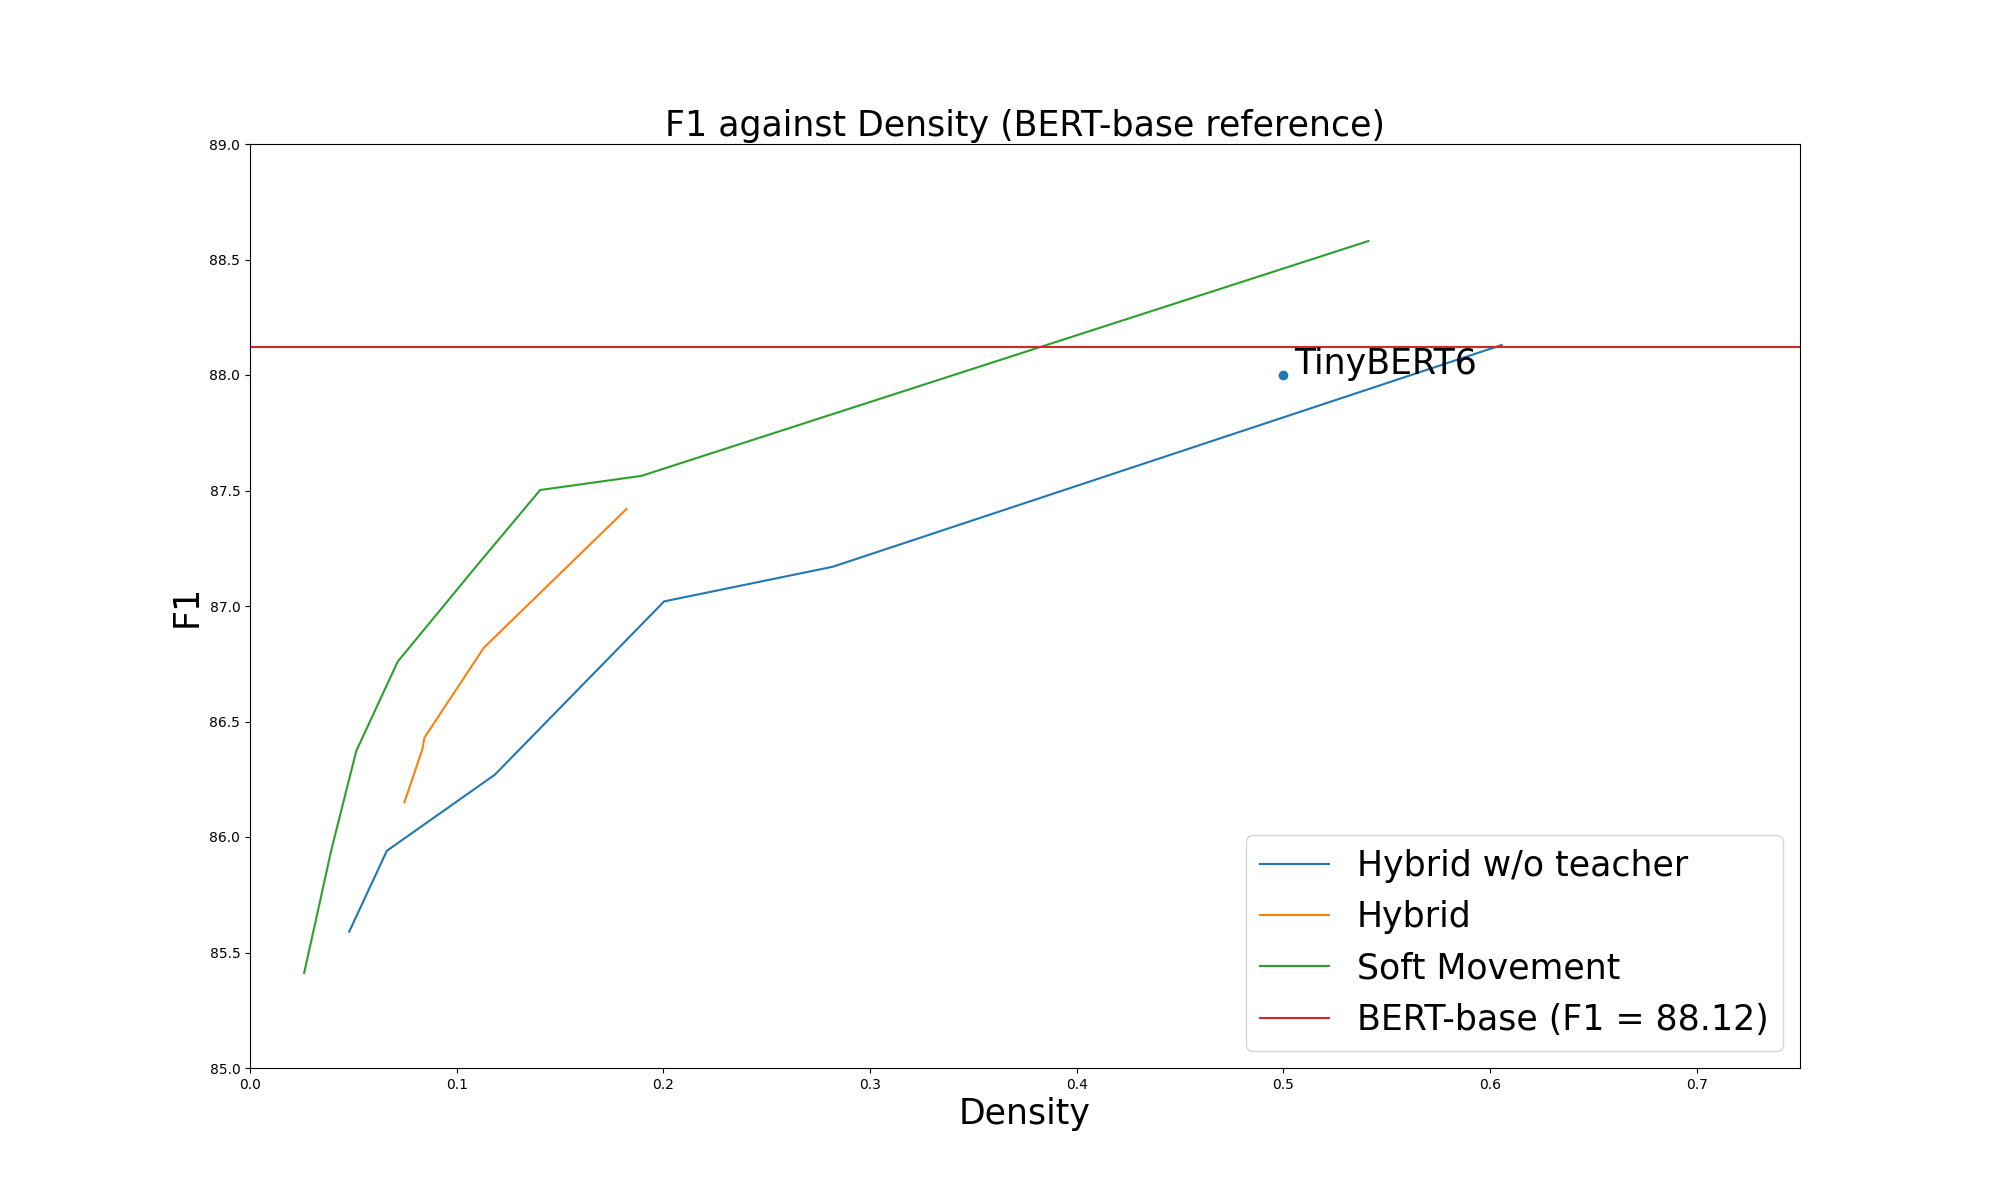 F1 against Density (BERT-base reference)
89.0
88.5
88.0
87.5
87.0
86.5
86.0
85.5
85.0
F1
TinyBERT6
Hybrid w/o teacher
Hybrid
Soft Movement
BERT-base (F1 = 88.12)
0.0 0.1 0.2 0.3 0.4 0.5 0.6 0.7
Density